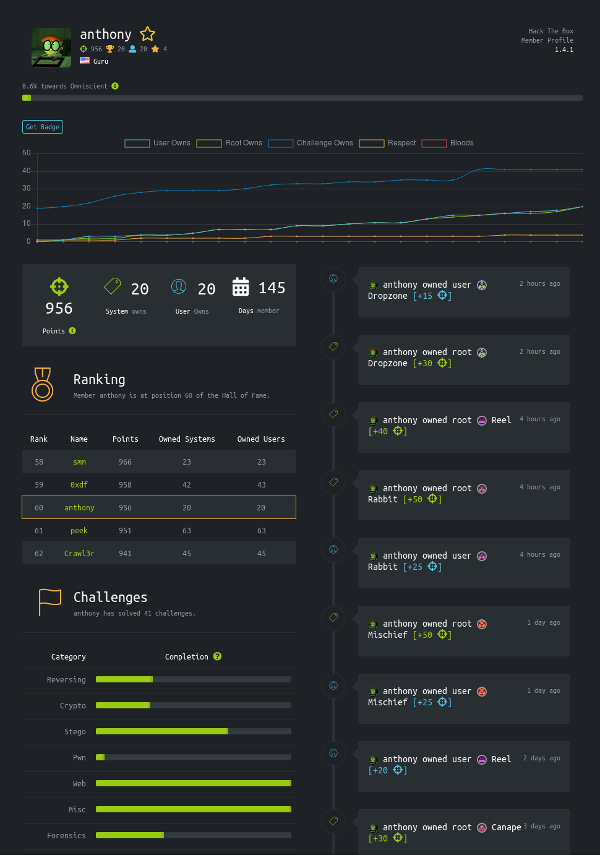 anthony
956 20 20 4
Guru
Hack The Box
Member Profile
1.4.1
0.6% towards Omniscient
Get Badge
User Owns Root Owns Challenge Owns Respect Bloods
50
40
30
20
10
0
956
Points
20
System owns
20
User Owns
145
Days member
Ranking
Member anthony is at position 60 of the Hall of Fame.
Rank Name Points Owned Systems Owned Users
58 smn 966 23 23
59 0xdf 958 42 43
60 anthony 956 20 20
61 peek 951 63 63
62 Crawl3r 941 45 45
Challenges
anthony has solved 41 challenges.
Category Completion
Reversing
Crypto
Stego
Pwn
Web
Misc
Forensics
anthony owned user 2 hours ago
Dropzone [+15 ]
anthony owned root 2 hours ago
Dropzone [+30 ]
anthony owned root Reel 4 hours ago
[+40 ]
anthony owned root 4 hours ago
Rabbit [+50 ]
anthony owned user 4 hours ago
Rabbit [+25 ]
anthony owned root 1 day ago
Mischief [+50 ]
anthony owned user 1 day ago
Mischief [+25 ]
anthony owned user Reel 2 days ago
[+20 ]
anthony owned root Canape 3 days ago
[+30 ]